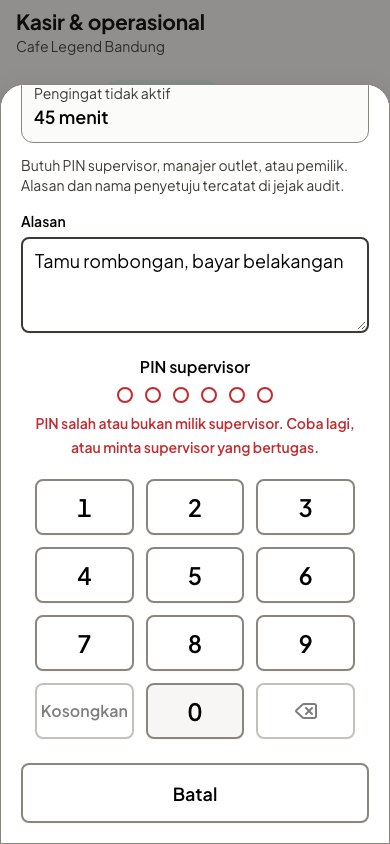 Kasir & operasional
Cafe Legend Bandung
Pengingat tidak aktif
45 menit
Butuh PIN supervisor, manajer outlet, atau pemilik.
Alasan dan nama penyetuju tercatat di jejak audit.
Alasan
Tamu rombongan, bayar belakangan
PIN supervisor
PIN salah atau bukan milik supervisor. Coba lagi,
atau minta supervisor yang bertugas.
1 2 3
4 5 6
7 8 9
Kosongkan 0
Batal